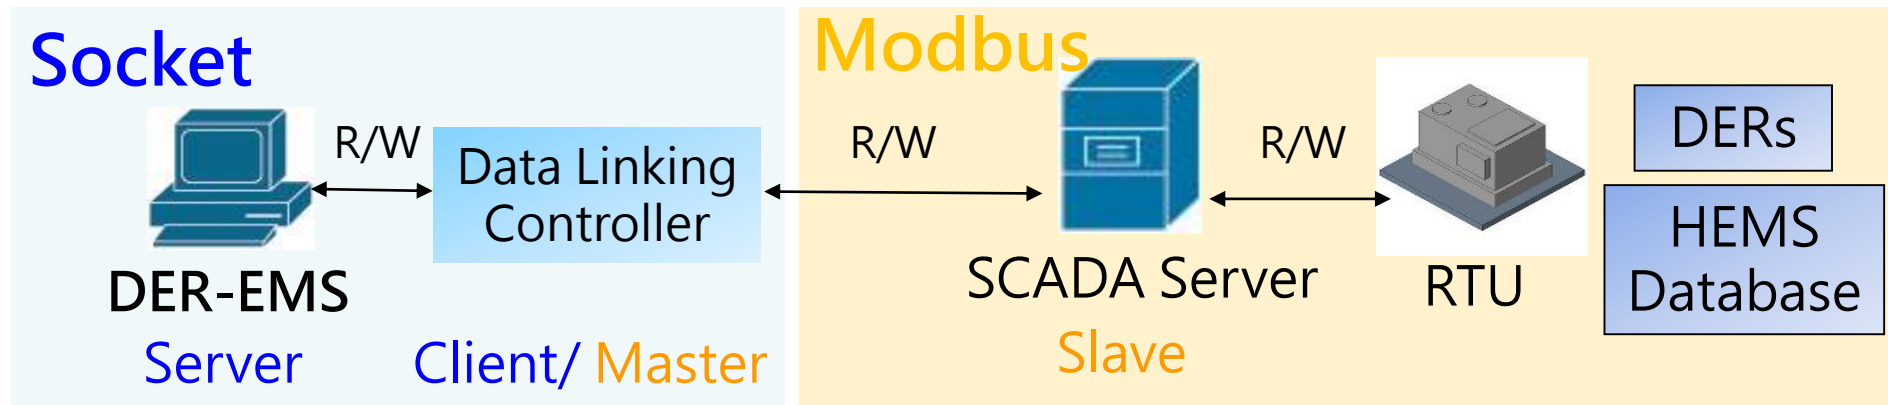 Socket
Modbus
R/W
Data Linking
Controller
R/W
R/W
DERs
HEMS
Database
DER-EMS
SCADA Server
RTU
Server
Client/ Master
Slave